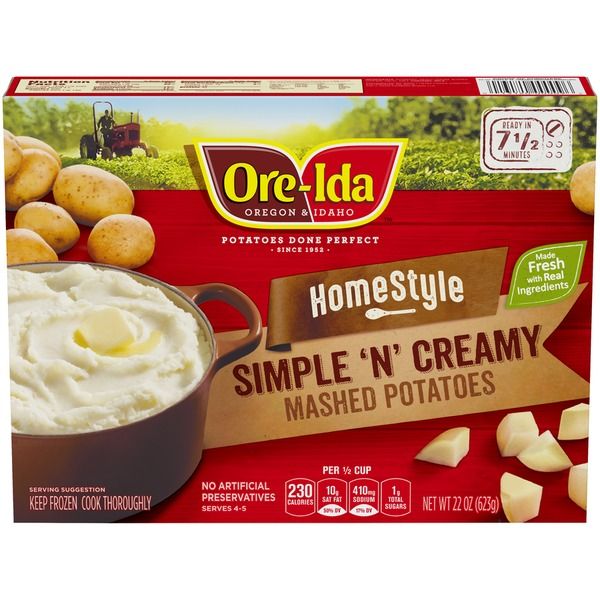 Nutrition
Facts
READY IN
7 1/2
MINUTES
Ore-Ida
OREGON & IDAHO
™
POTATOES DONE PERFECT
• SINCE 1952 •
Made
Fresh
with Real
Ingredients
HomeStyle
SIMPLE 'N' CREAMY
MASHED POTATOES
SERVING SUGGESTION
KEEP FROZEN COOK THOROUGHLY
NO ARTIFICIAL
PRESERVATIVES
SERVES 4-5
PER ½ CUP
230
CALORIES
10g
SAT FAT
50% DV
410mg
SODIUM
17% DV
1g
TOTAL
SUGARS
NET WT 22 OZ (623g)